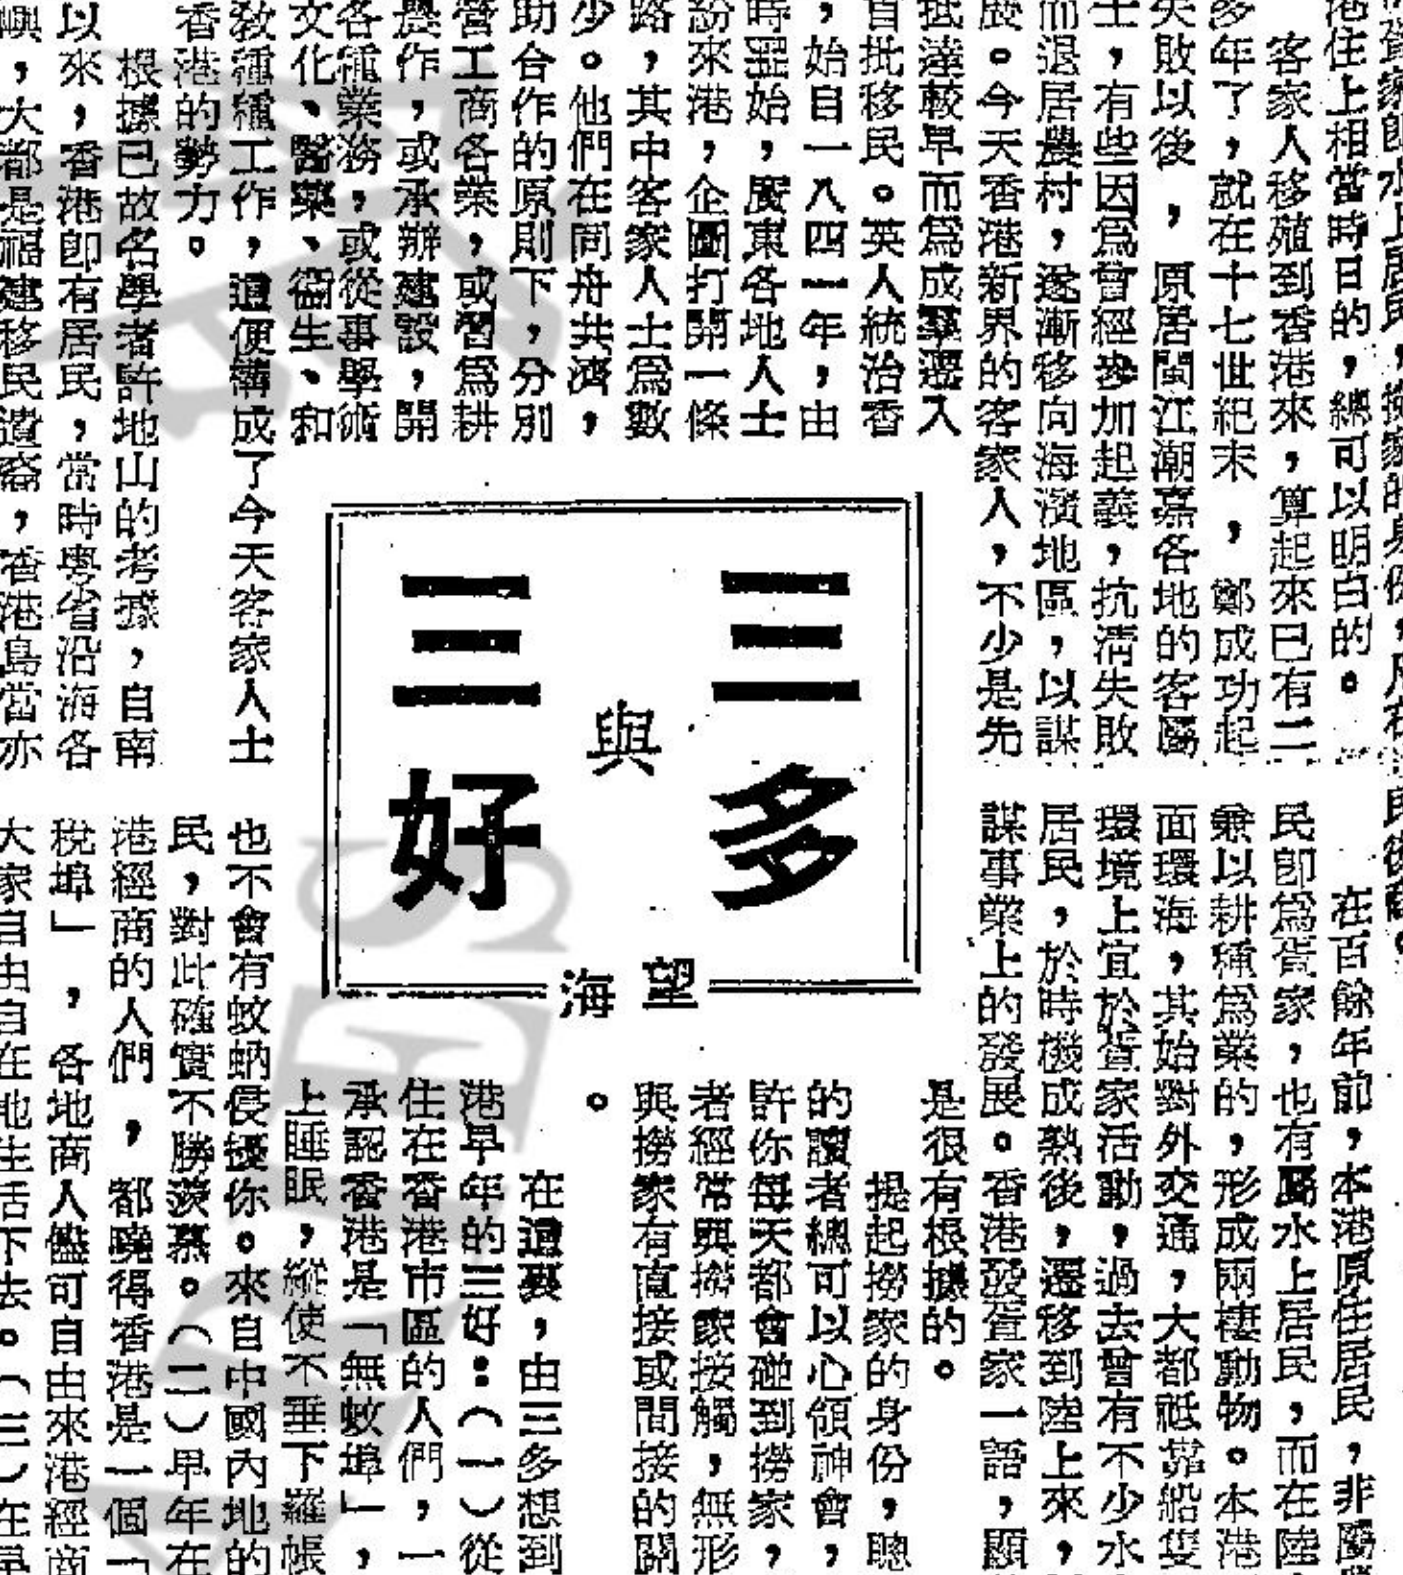 家即水上居民，撈家的身份，
港住上相當時日的，總可以明白的。
客家人移殖到香港來，算起來已有二
多年了，就在十七世紀末，鄭成功起
失敗以後，原居閩江潮嘉各地的客屬
士，有些因爲曾經參加起義，抗清失敗
而退居農村，逐漸移向海濱地區，以謀
展。今天香港新界的客家人，不少是先
抵達較早而爲成羣遷入
首批移民。英人統治香
，始自一八四一年，由
時罷始，廣東各地人士
紛來港，企圖打開一條
路，其中客家人士爲數
少。他們在同舟共濟，
助合作的原則下，分別
營工商各業，或習爲耕
農作，或承辦建設，開
各種業務，或從事學術
文化、醫藥、衞生、和
敎種種工作，這便構成了今天客家人士
香港的勢力。
根據已故名學者許地山的考據，自南
以來，香港即有居民，當時粵省沿海各
嶼，大都是福建移民遺裔，香港島當亦
三多
與
三好
望海
在百餘年前，本港原住居民，非屬
民卽爲蜑家，也有屬水上居民，而在陸
兼以耕種爲業的，形成兩棲動物。本港
面環海，其始對外交通，大都祗靠船隻
環境上宜於蜑家活動，過去曾有不少水
居民，於時機成熟後，遷移到陸上來，
謀事業上的發展。香港發蜑家一語，顯
是很有根據的。
提起撈家的身份，聰
的讀者總可以心領神會，
許你每天都會碰到撈家，
者經常與撈家接觸，無形
與撈家有直接或間接的關
。
在這裏，由三多想到
港早年的三好：（一）從
住在香港市區的人們，一
承認香港是「無蚊埠」，
上睡眠，縱使不垂下羅帳
也不會有蚊蚋侵擾你。來自中國內地的
民，對此確實不勝羨慕。（二）早年在
港經商的人們，都曉得香港是一個「
稅埠」，各地商人儘可自由來港經商
大家自由自在地生活下去。（三）在早